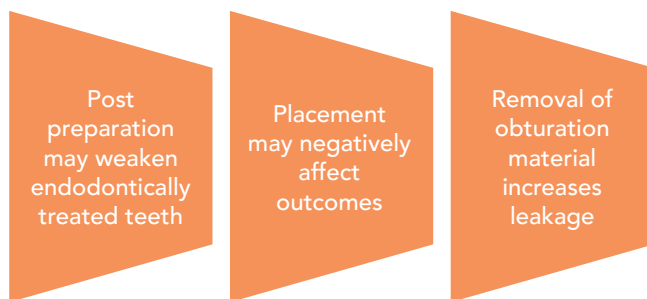 Post
preparation
may weaken
endodontically
treated teeth
Placement
may negatively
affect
outcomes
Removal of
obturation
material
increases
leakage